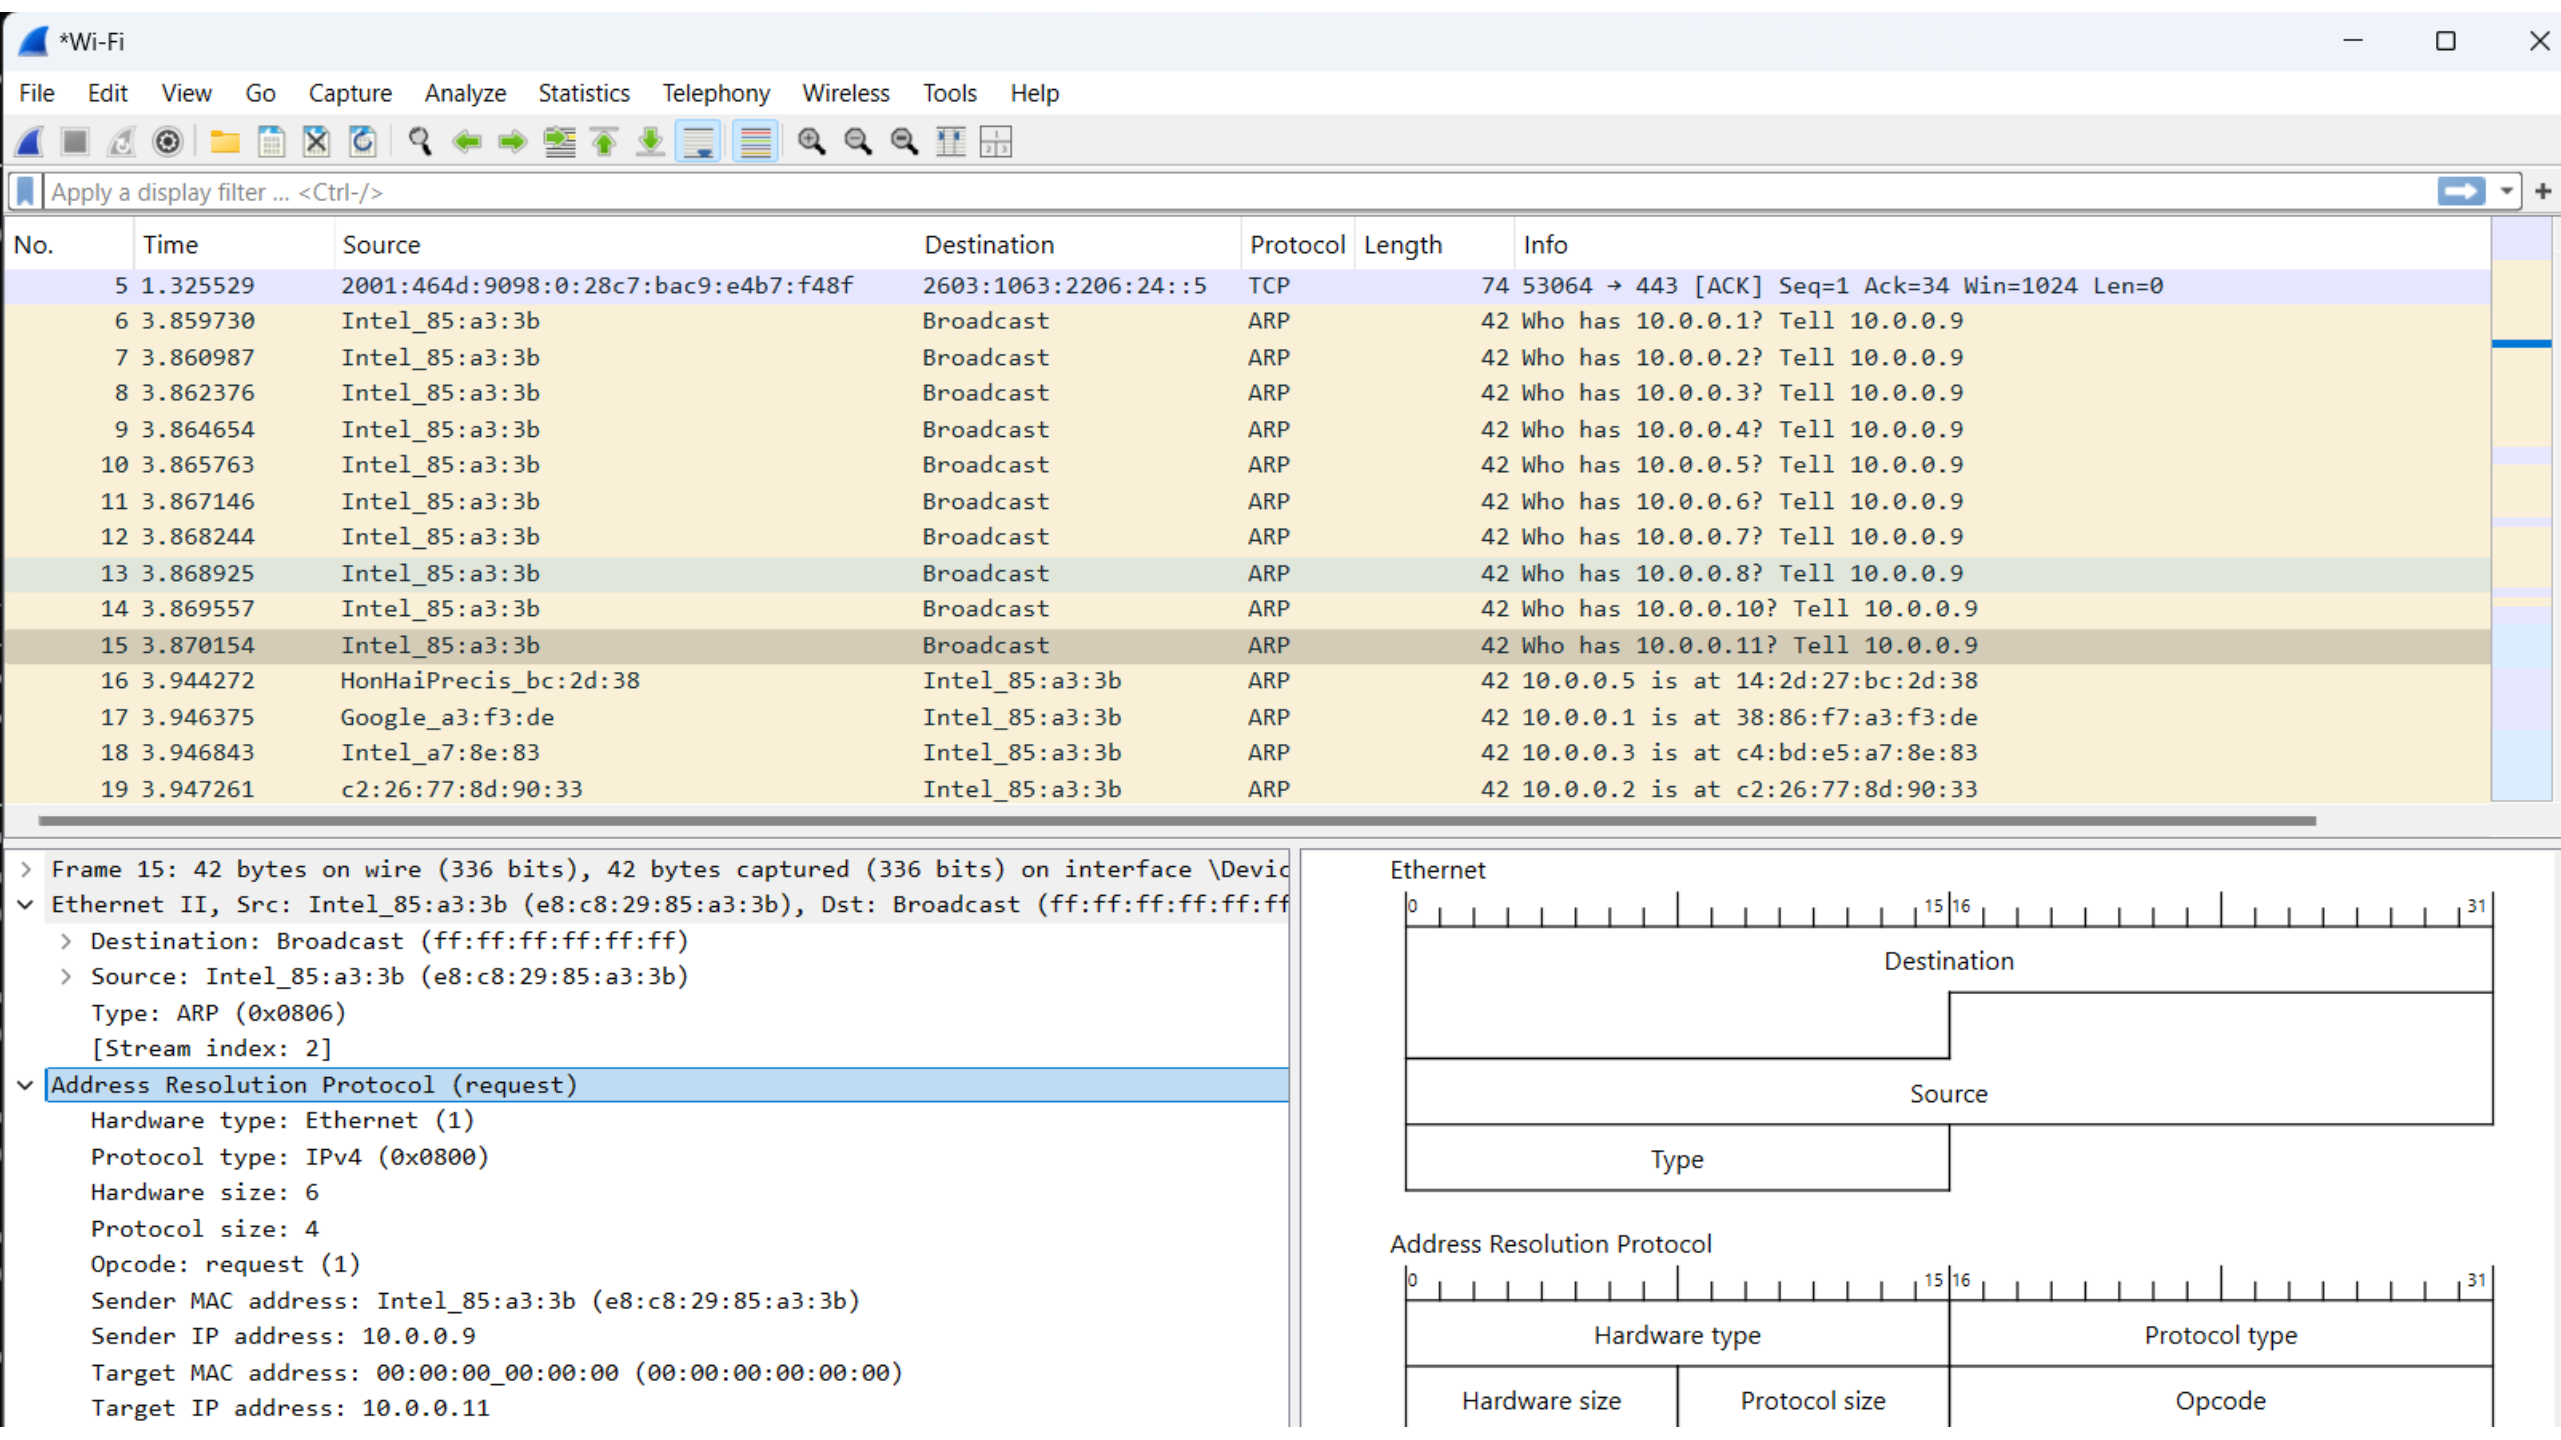 *Wi-Fi
File Edit View Go Capture Analyze Statistics Telephony Wireless Tools Help
Apply a display filter ... <Ctrl-/>
No. Time Source Destination Protocol Length Info
5 1.325529 2001:464d:9098:0:28c7:bac9:e4b7:f48f 2603:1063:2206:24::5 TCP 74 53064 → 443 [ACK] Seq=1 Ack=34 Win=1024 Len=0
6 3.859730 Intel_85:a3:3b Broadcast ARP 42 Who has 10.0.0.1? Tell 10.0.0.9
7 3.860987 Intel_85:a3:3b Broadcast ARP 42 Who has 10.0.0.2? Tell 10.0.0.9
8 3.862376 Intel_85:a3:3b Broadcast ARP 42 Who has 10.0.0.3? Tell 10.0.0.9
9 3.864654 Intel_85:a3:3b Broadcast ARP 42 Who has 10.0.0.4? Tell 10.0.0.9
10 3.865763 Intel_85:a3:3b Broadcast ARP 42 Who has 10.0.0.5? Tell 10.0.0.9
11 3.867146 Intel_85:a3:3b Broadcast ARP 42 Who has 10.0.0.6? Tell 10.0.0.9
12 3.868244 Intel_85:a3:3b Broadcast ARP 42 Who has 10.0.0.7? Tell 10.0.0.9
13 3.868925 Intel_85:a3:3b Broadcast ARP 42 Who has 10.0.0.8? Tell 10.0.0.9
14 3.869557 Intel_85:a3:3b Broadcast ARP 42 Who has 10.0.0.10? Tell 10.0.0.9
15 3.870154 Intel_85:a3:3b Broadcast ARP 42 Who has 10.0.0.11? Tell 10.0.0.9
16 3.944272 HonHaiPrecis_bc:2d:38 Intel_85:a3:3b ARP 42 10.0.0.5 is at 14:2d:27:bc:2d:38
17 3.946375 Google_a3:f3:de Intel_85:a3:3b ARP 42 10.0.0.1 is at 38:86:f7:a3:f3:de
18 3.946843 Intel_a7:8e:83 Intel_85:a3:3b ARP 42 10.0.0.3 is at c4:bd:e5:a7:8e:83
19 3.947261 c2:26:77:8d:90:33 Intel_85:a3:3b ARP 42 10.0.0.2 is at c2:26:77:8d:90:33
Frame 15: 42 bytes on wire (336 bits), 42 bytes captured (336 bits) on interface \Devic
Ethernet II, Src: Intel_85:a3:3b (e8:c8:29:85:a3:3b), Dst: Broadcast (ff:ff:ff:ff:ff:ff
Destination: Broadcast (ff:ff:ff:ff:ff:ff)
Source: Intel_85:a3:3b (e8:c8:29:85:a3:3b)
Type: ARP (0x0806)
[Stream index: 2]
Address Resolution Protocol (request)
Hardware type: Ethernet (1)
Protocol type: IPv4 (0x0800)
Hardware size: 6
Protocol size: 4
Opcode: request (1)
Sender MAC address: Intel_85:a3:3b (e8:c8:29:85:a3:3b)
Sender IP address: 10.0.0.9
Target MAC address: 00:00:00_00:00:00 (00:00:00:00:00:00)
Target IP address: 10.0.0.11
Ethernet
0 15 16 31
Destination
Source
Type
Address Resolution Protocol
0 15 16 31
Hardware type Protocol type
Hardware size Protocol size Opcode